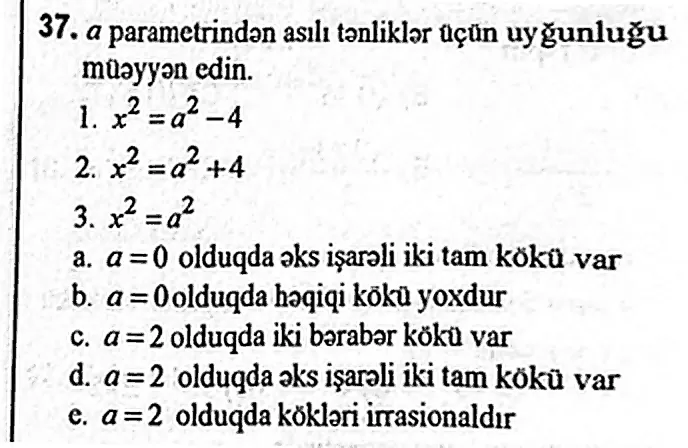 37. a parametrindən asılı tənliklər üçün uyğunluğu
müəyyən edin.
1. x² = a² – 4
2. x² = a² +4
3. x² = a²
a. a = 0 olduqda əks işarəli iki tam kökü var
b. a = 0olduqda həqiqi kökü yoxdur
c. a = 2 olduqda iki bərabər kökü var
d. a = 2 olduqda əks işarəli iki tam kökü var
e. a = 2 olduqda kökləri irrasionaldır